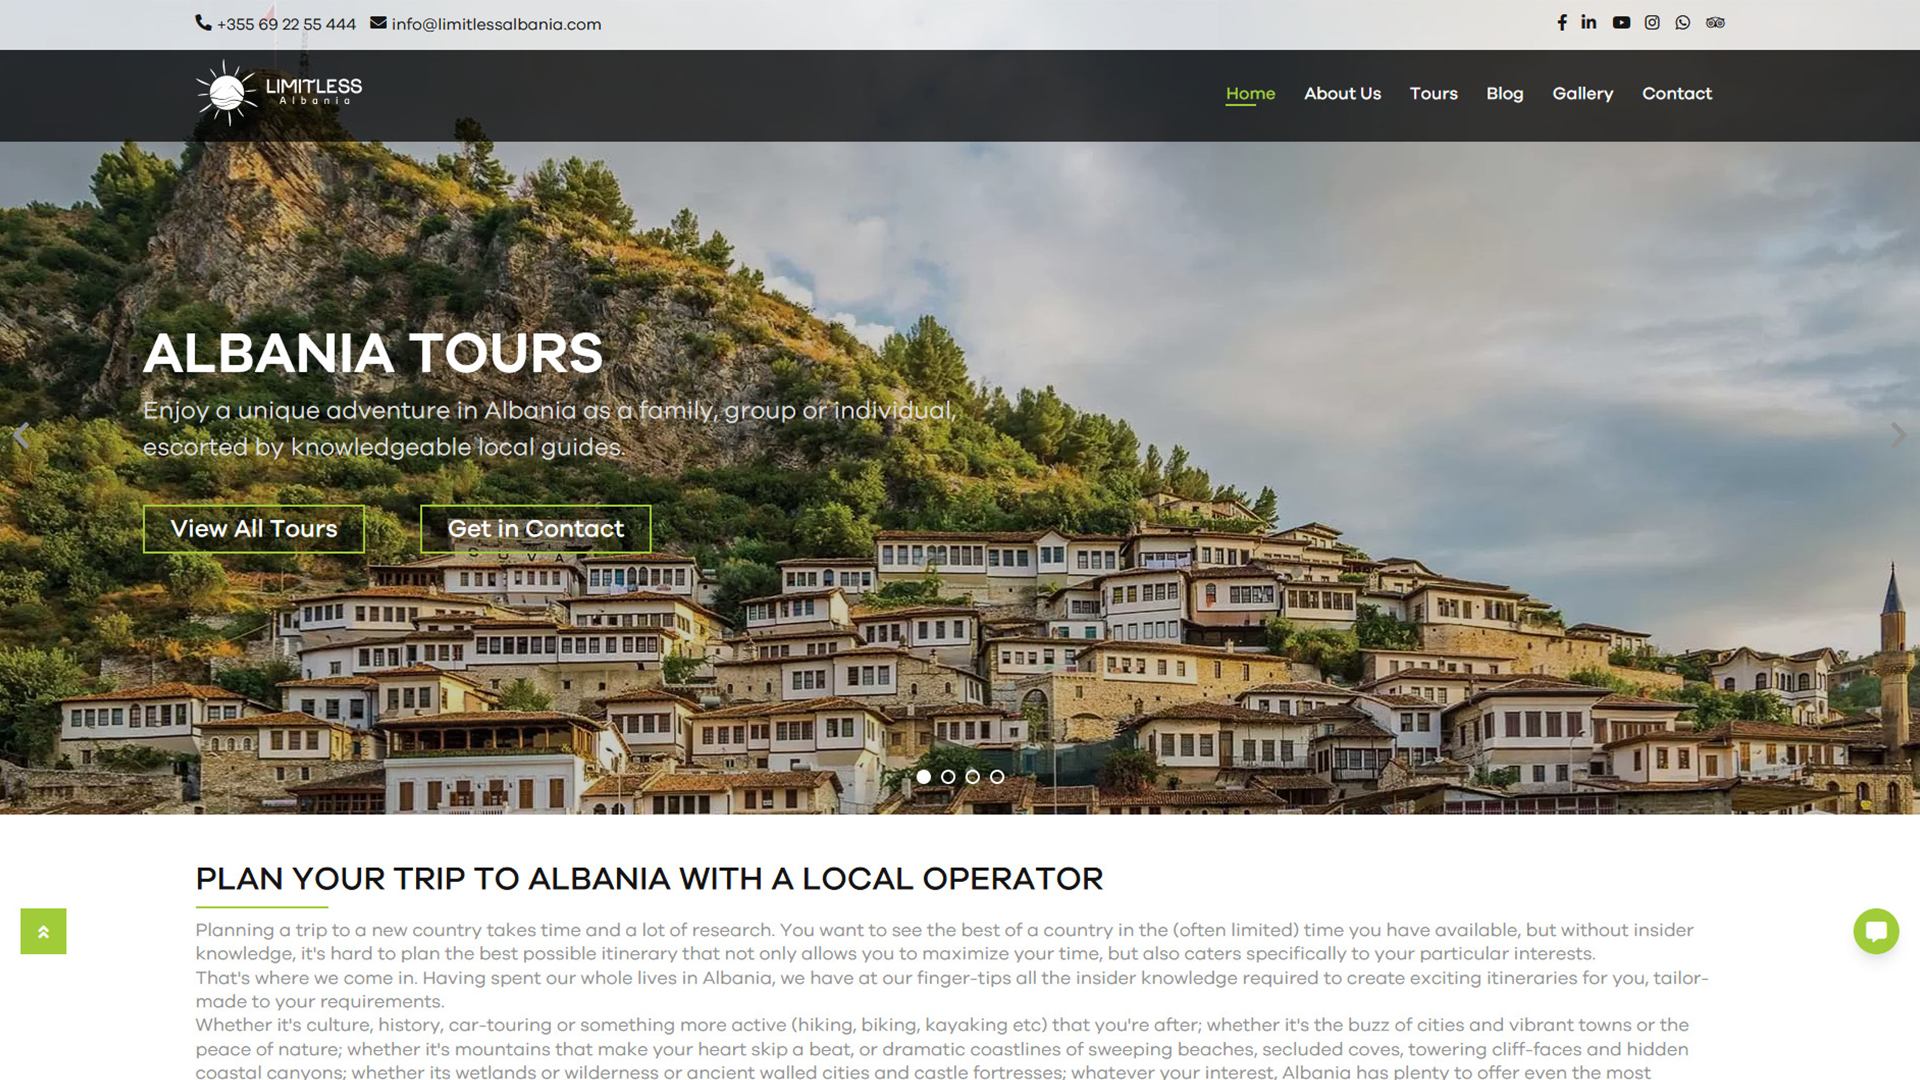 +355 69 22 55 444 info@limitlessalbania.com
LIMITLESS
Albania
Home About Us Tours Blog Gallery Contact
ALBANIA TOURS
Enjoy a unique adventure in Albania as a family, group or individual,
escorted by knowledgeable local guides.
View All Tours Get in Contact
PLAN YOUR TRIP TO ALBANIA WITH A LOCAL OPERATOR
Planning a trip to a new country takes time and a lot of research. You want to see the best of a country in the (often limited) time you have available, but without insider
knowledge, it's hard to plan the best possible itinerary that not only allows you to maximize your time, but also caters specifically to your particular interests.
That's where we come in. Having spent our whole lives in Albania, we have at our finger-tips all the insider knowledge required to create exciting itineraries for you, tailor-
made to your requirements.
Whether it's culture, history, car-touring or something more active (hiking, biking, kayaking etc) that you're after; whether it's the buzz of cities and vibrant towns or the
peace of nature; whether it's mountains that make your heart skip a beat, or dramatic coastlines of sweeping beaches, secluded coves, towering cliff-faces and hidden
coastal canyons; whether its wetlands or wilderness or ancient walled cities and castle fortresses; whatever your interest, Albania has plenty to offer even the most